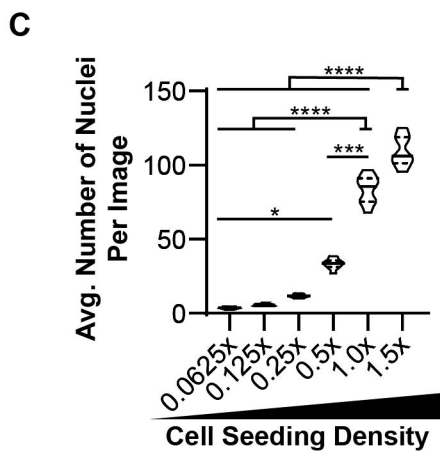 C
Avg. Number of Nuclei
Per Image
150
100
50
0
****
****
***
*
0.0625x
0.125x
0.25x
0.5x
1.0x
1.5x
Cell Seeding Density